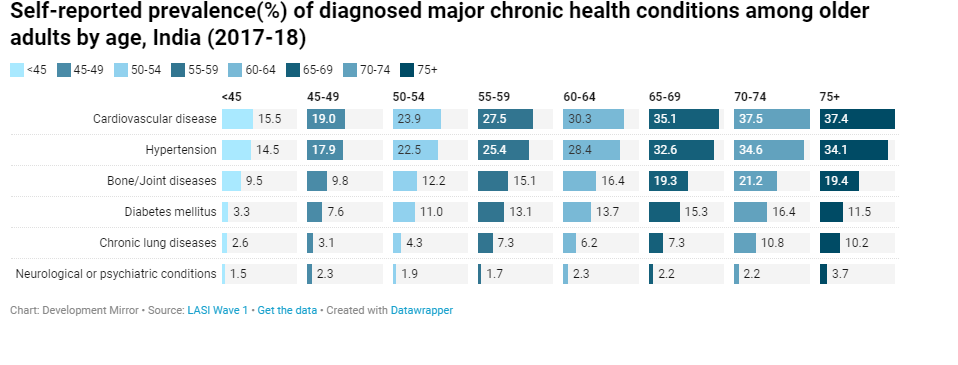 Self-reported prevalence(%) of diagnosed major chronic health conditions among older
adults by age, India (2017-18)
<45 45-49 50-54 55-59 60-64 65-69 70-74 75+
<45 45-49 50-54 55-59 60-64 65-69 70-74 75+
Cardiovascular disease 15.5 19.0 23.9 27.5 30.3 35.1 37.5 37.4
Hypertension 14.5 17.9 22.5 25.4 28.4 32.6 34.6 34.1
Bone/Joint diseases 9.5 9.8 12.2 15.1 16.4 19.3 21.2 19.4
Diabetes mellitus 3.3 7.6 11.0 13.1 13.7 15.3 16.4 11.5
Chronic lung diseases 2.6 3.1 4.3 7.3 6.2 7.3 10.8 10.2
Neurological or psychiatric conditions 1.5 2.3 1.9 1.7 2.3 2.2 2.2 3.7
Chart: Development Mirror • Source: LASI Wave 1 • Get the data • Created with Datawrapper